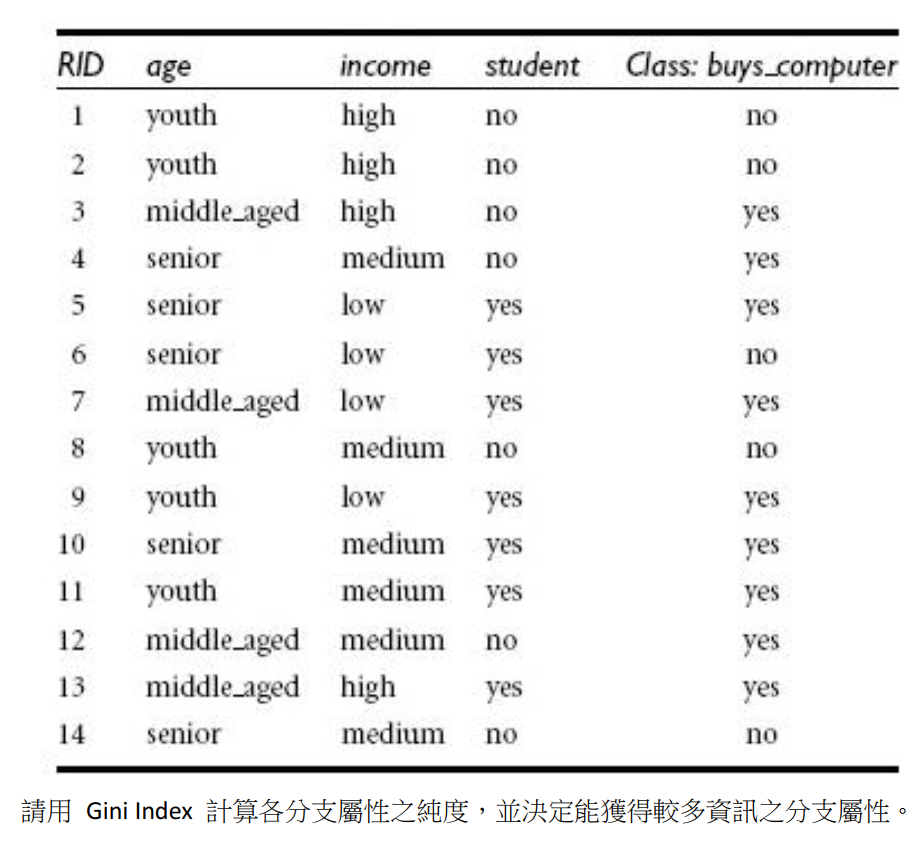 RID age income student Class: buys_computer
1 youth high no no
2 youth high no no
3 middle_aged high no yes
4 senior medium no yes
5 senior low yes yes
6 senior low yes no
7 middle_aged low yes yes
8 youth medium no no
9 youth low yes yes
10 senior medium yes yes
11 youth medium yes yes
12 middle_aged medium no yes
13 middle_aged high yes yes
14 senior medium no no
請用 Gini Index 計算各分支屬性之純度，並決定能獲得較多資訊之分支屬性。